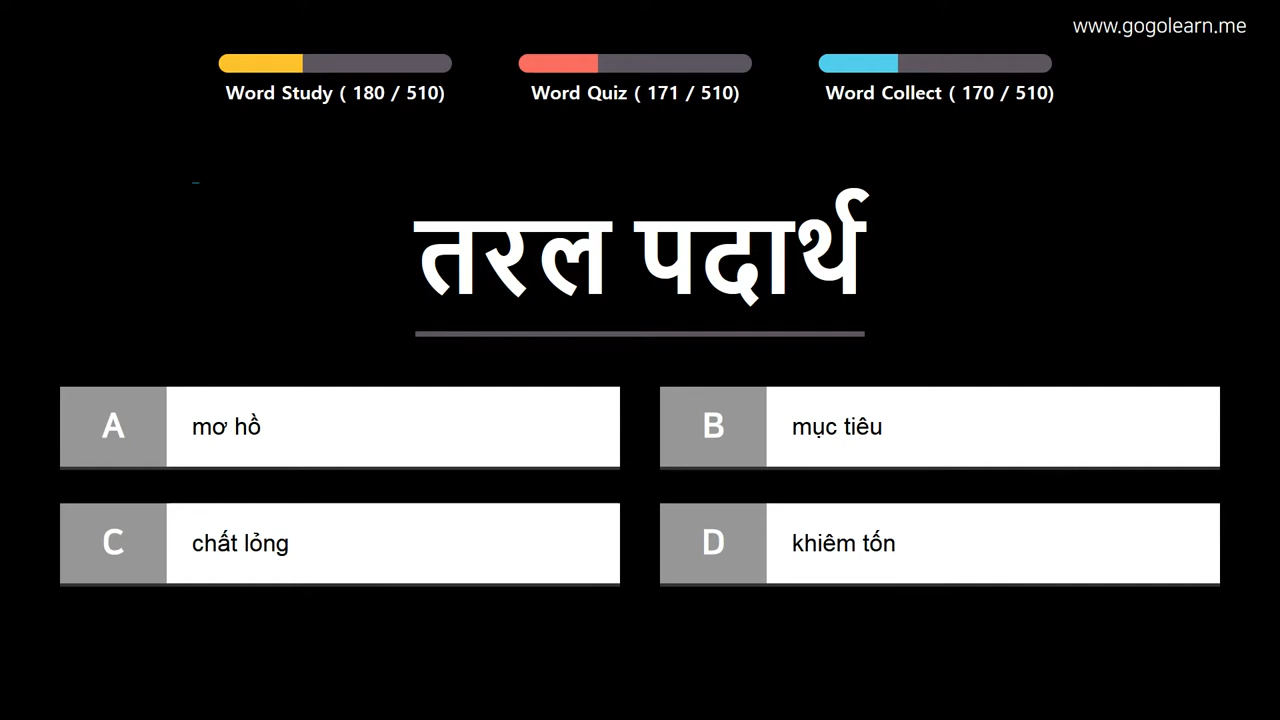 www.gogolearn.me
Word Study ( 180 / 510)
Word Quiz ( 171 / 510)
Word Collect ( 170 / 510)
तरल पदार्थ
A mơ hồ
B mục tiêu
C chất lỏng
D khiêm tốn